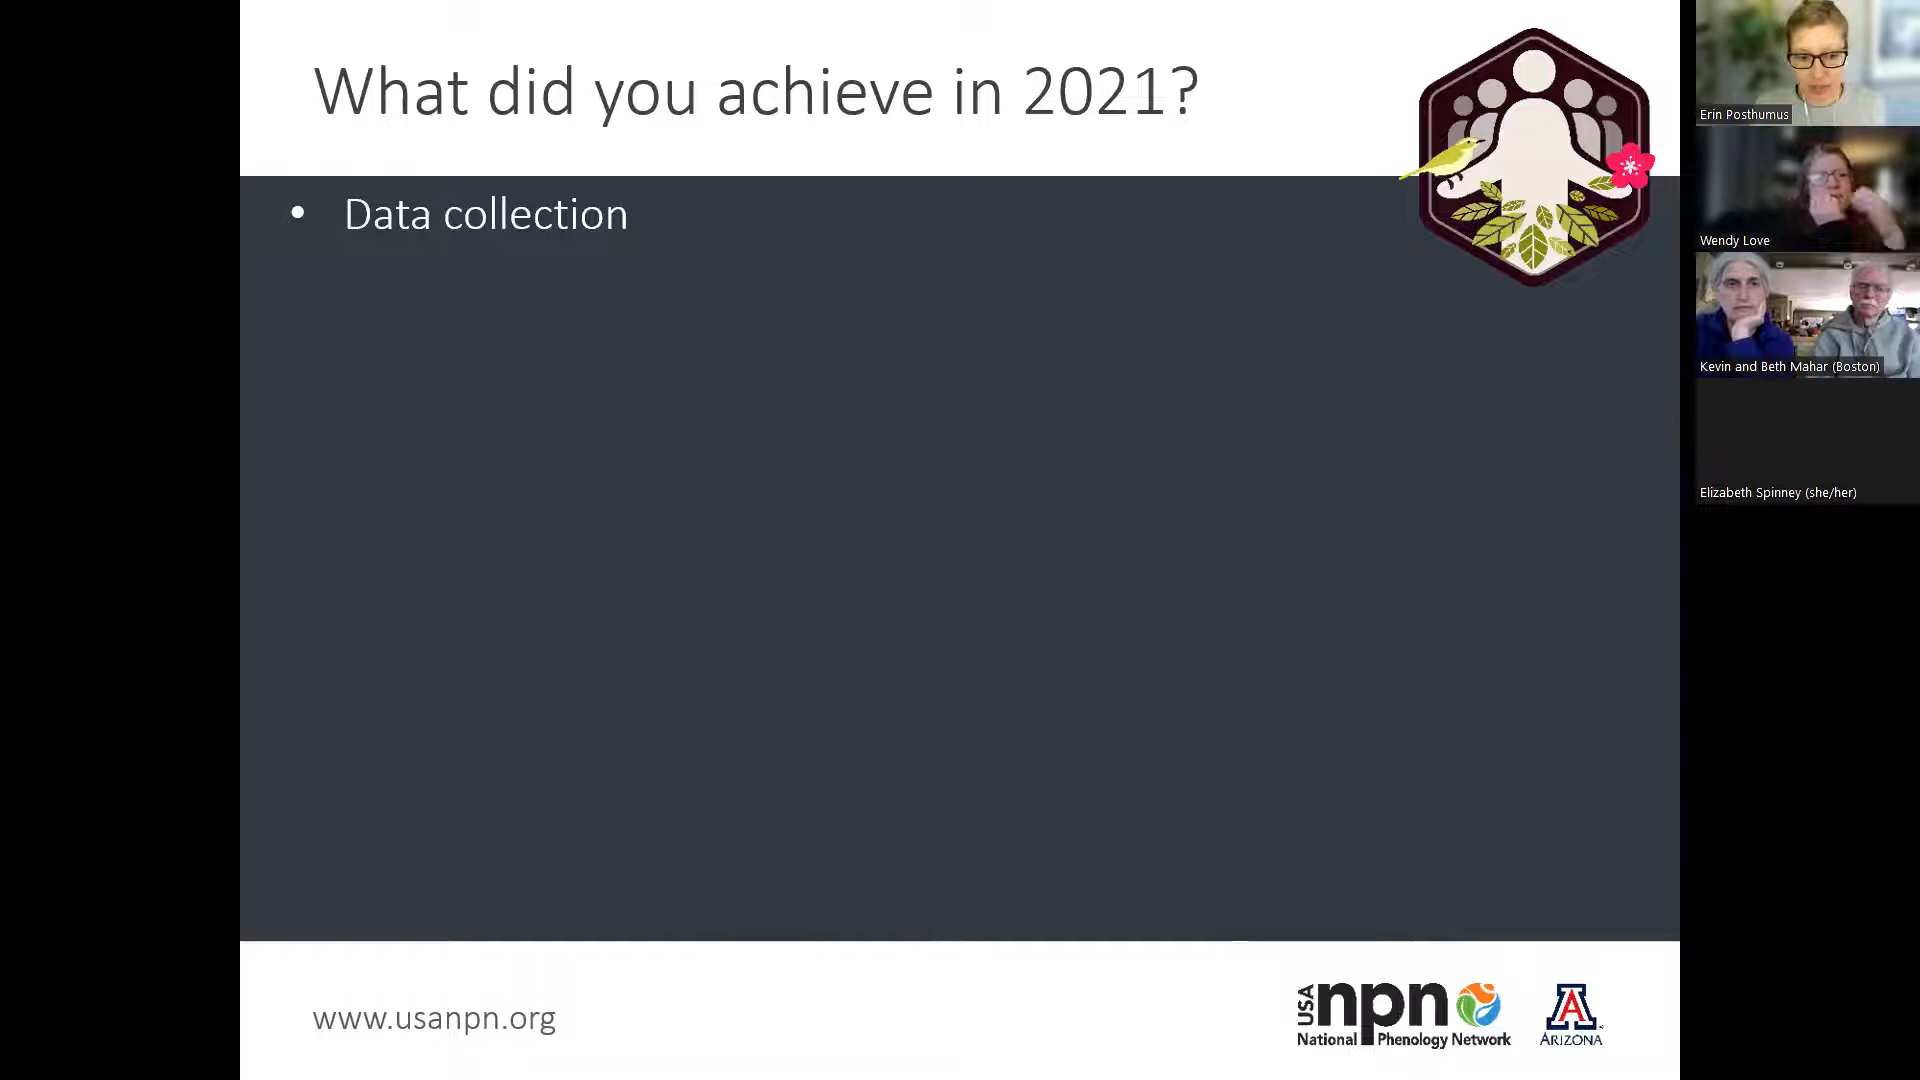 What did you achieve in 2021?
• Data collection
www.usanpn.org
USA npn
National Phenology Network
A
ARIZONA
Erin Posthumus
Wendy Love
Kevin and Beth Mahar (Boston)
Elizabeth Spinney (she/her)